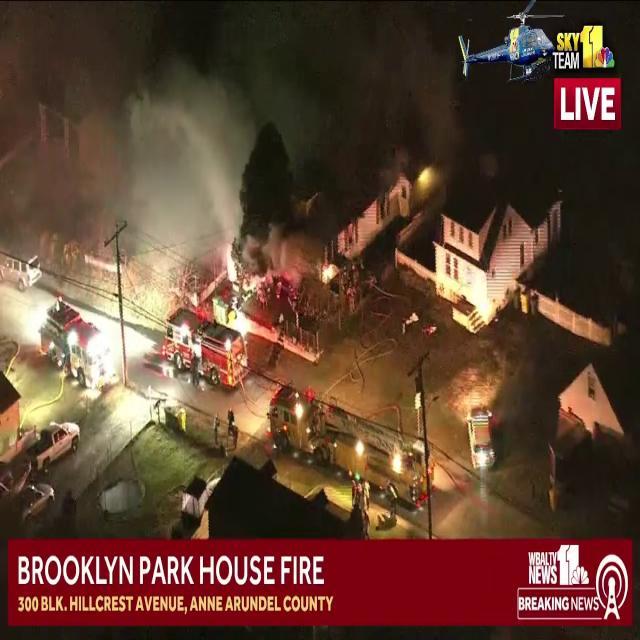 SKY
TEAM 11
LIVE
BROOKLYN PARK HOUSE FIRE
300 BLK. HILLCREST AVENUE, ANNE ARUNDEL COUNTY
WBALTV
NEWS 11
BREAKING NEWS